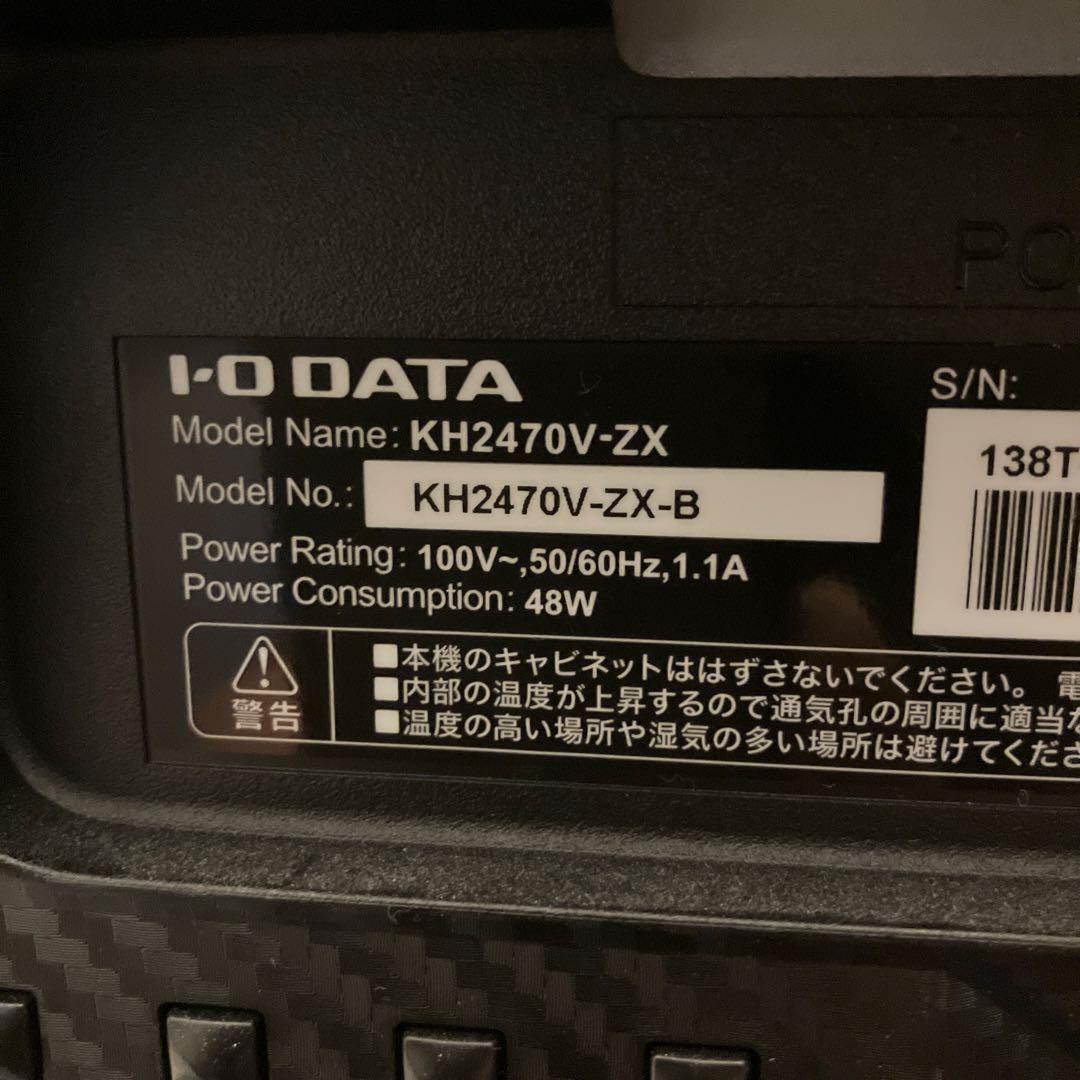 PO
I-O DATA
Model Name: KH2470V-ZX
Model No.: KH2470V-ZX-B
Power Rating: 100V~,50/60Hz,1.1A
Power Consumption: 48W
S/N:
138T
警告
■本機のキャビネットははずさないでください。 電
■内部の温度が上昇するので通気孔の周囲に適当な
■温度の高い場所や湿気の多い場所は避けてくださ